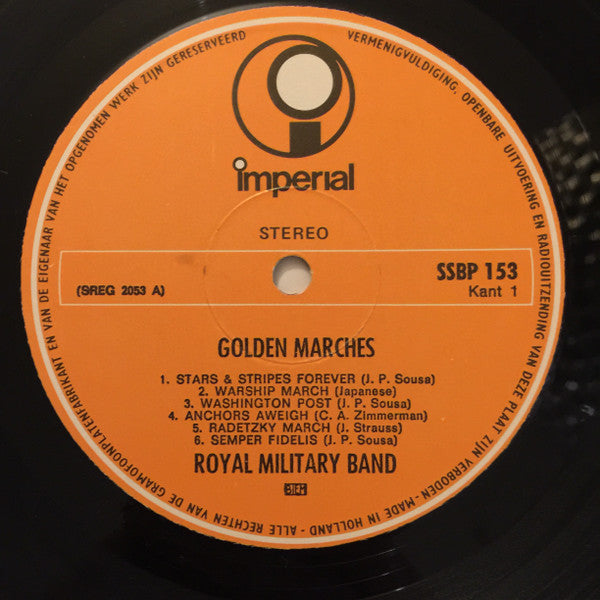 imperial
STEREO
SSBP 153
(SREG 2053 A)
Kant 1
GOLDEN MARCHES
1. STARS & STRIPES FOREVER (J. P. Sousa)
2. WARSHIP MARCH (Japanese)
3. WASHINGTON POST (J. P. Sousa)
4. ANCHORS AWEIGH (C. A. Zimmerman)
5. RADETZKY MARCH (J. Strauss)
6. SEMPER FIDELIS (J. P. Sousa)
ROYAL MILITARY BAND
BIEM
ALLE RECHTEN VAN DE GRAMOFOONPLATENFABRIKANT EN VAN DE EIGENAAR VAN HET OPGENOMEN WERK ZIJN GERESERVEERD
VERMENIGVULDIGING, OPENBARE UITVOERING EN RADIOUITZENDING VAN DEZE PLAAT ZIJN VERBODEN - MADE IN HOLLAND -